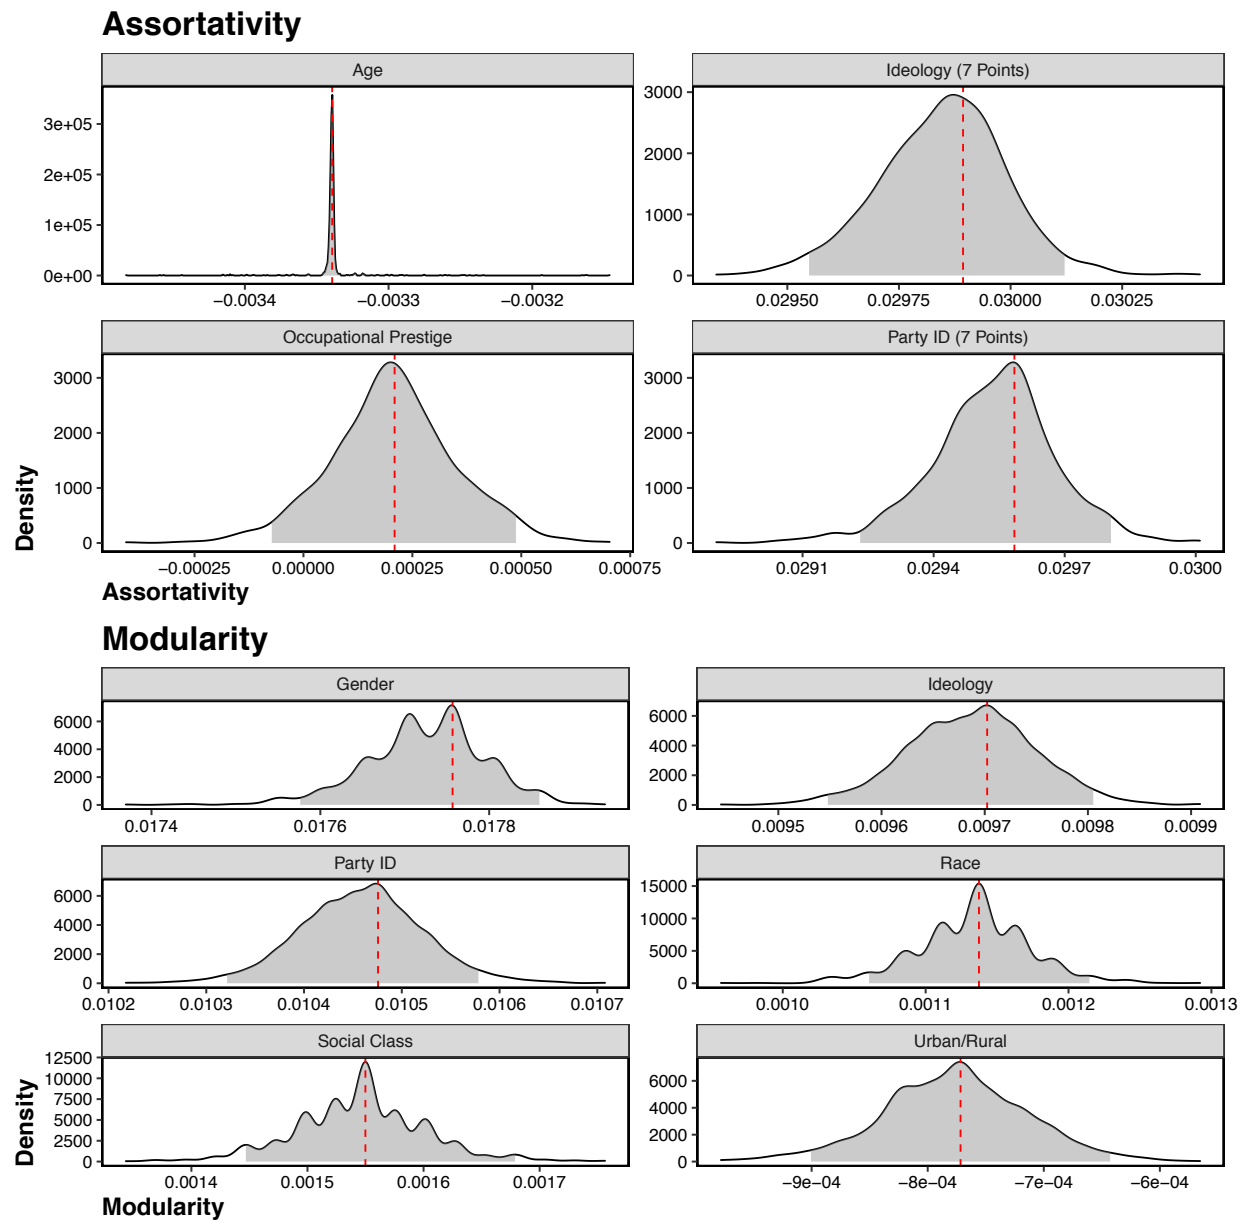 Assortativity
Age
Ideology (7 Points)
3e+05
2e+05
1e+05
0e+00
−0.0034 −0.0033 −0.0032
3000
2000
1000
0
0.02950 0.02975 0.03000 0.03025
Occupational Prestige
Party ID (7 Points)
3000
2000
1000
0
−0.00025 0.00000 0.00025 0.00050 0.00075
3000
2000
1000
0
0.0291 0.0294 0.0297 0.0300
Density
Assortativity
Modularity
Gender
Ideology
6000
4000
2000
0
0.0174 0.0176 0.0178
6000
4000
2000
0
0.0095 0.0096 0.0097 0.0098 0.0099
Party ID
Race
6000
4000
2000
0
0.0102 0.0103 0.0104 0.0105 0.0106 0.0107
15000
10000
5000
0
0.0010 0.0011 0.0012 0.0013
Social Class
Urban/Rural
12500
10000
7500
5000
2500
0
0.0014 0.0015 0.0016 0.0017
6000
4000
2000
0
−9e−04 −8e−04 −7e−04 −6e−04
Density
Modularity